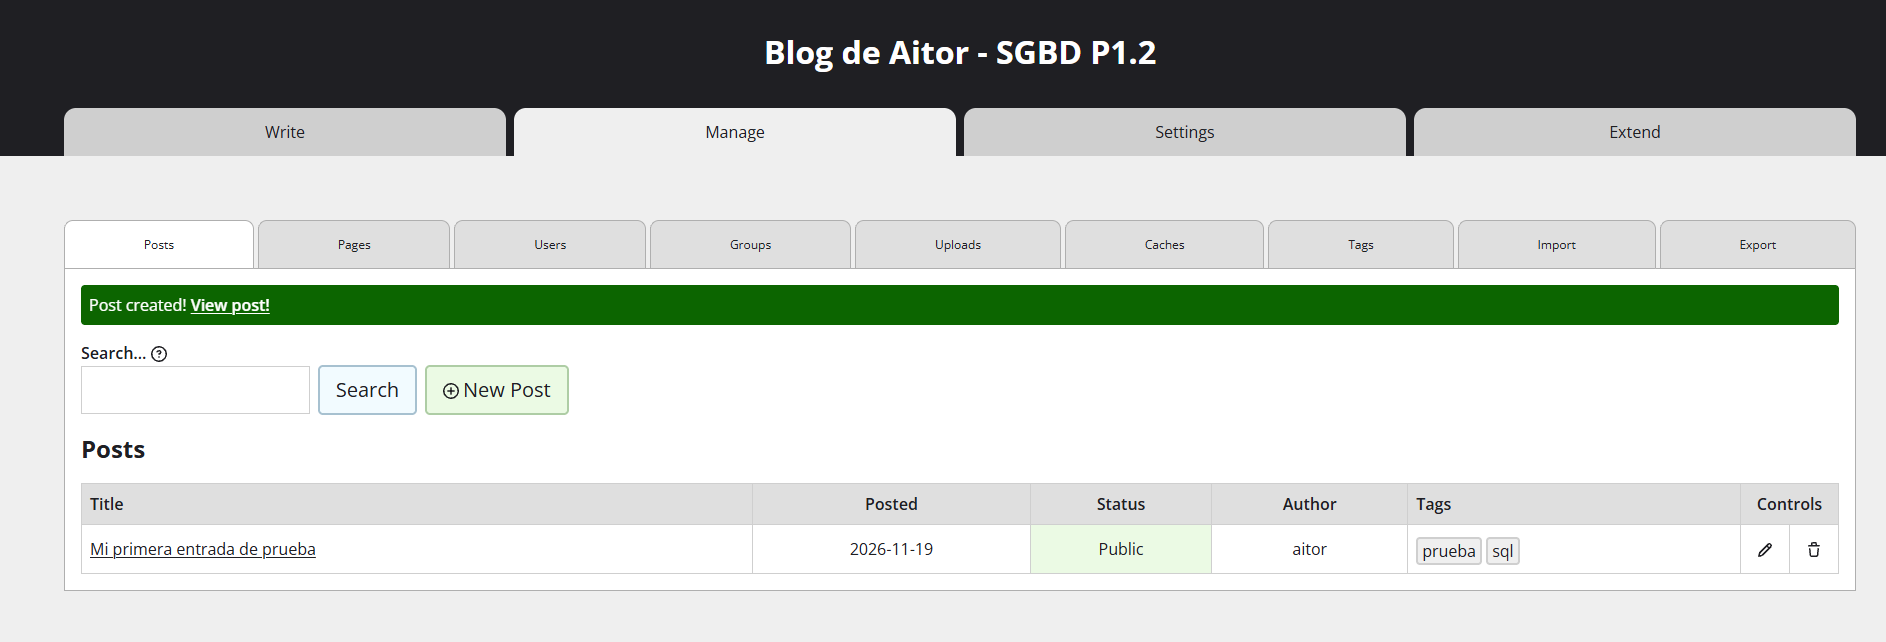 Blog de Aitor - SGBD P1.2
Write Manage Settings Extend
Posts Pages Users Groups Uploads Caches Tags Import Export
Post created! View post!
Search... ?
Search New Post
Posts
Title Posted Status Author Tags Controls
Mi primera entrada de prueba 2026-11-19 Public aitor prueba sql